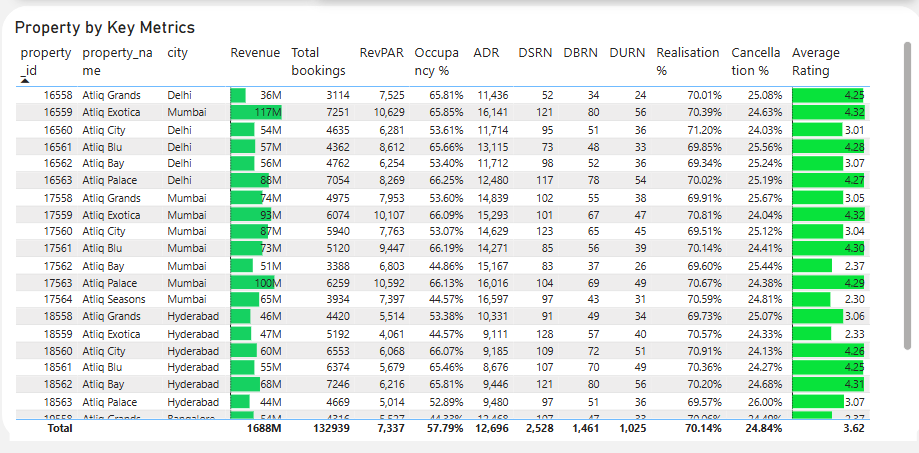 Property by Key Metrics
property_id property_name city Revenue Total bookings RevPAR Occupancy % ADR DSRN DBRN DURN Realisation % Cancellation % Average Rating
16558 Atliq Grands Delhi 36M 3114 7,525 65.81% 11,436 52 34 24 70.01% 25.08% 4.25
16559 Atliq Exotica Mumbai 117M 7251 10,629 65.85% 16,141 121 80 56 70.39% 24.63% 4.32
16560 Atliq City Delhi 54M 4635 6,281 53.61% 11,714 95 51 36 71.20% 24.03% 3.01
16561 Atliq Blu Delhi 57M 4362 8,612 65.66% 13,115 73 48 33 69.85% 25.56% 4.28
16562 Atliq Bay Delhi 56M 4762 6,254 53.40% 11,712 98 52 36 69.34% 25.24% 3.07
16563 Atliq Palace Delhi 88M 7054 8,269 66.25% 12,480 117 78 54 70.02% 25.19% 4.27
17558 Atliq Grands Mumbai 74M 4975 7,953 53.60% 14,839 102 55 38 69.91% 25.67% 3.05
17559 Atliq Exotica Mumbai 93M 6074 10,107 66.09% 15,293 101 67 47 70.81% 24.04% 4.32
17560 Atliq City Mumbai 87M 5940 7,763 53.07% 14,629 123 65 45 69.51% 25.12% 3.04
17561 Atliq Blu Mumbai 73M 5120 9,447 66.19% 14,271 85 56 39 70.14% 24.41% 4.30
17562 Atliq Bay Mumbai 51M 3388 6,803 44.86% 15,167 83 37 26 69.60% 25.44% 2.37
17563 Atliq Palace Mumbai 100M 6259 10,592 66.13% 16,016 104 69 49 70.67% 24.38% 4.29
17564 Atliq Seasons Mumbai 65M 3934 7,397 44.57% 16,597 97 43 31 70.59% 24.81% 2.30
18558 Atliq Grands Hyderabad 46M 4420 5,514 53.38% 10,331 91 49 34 69.73% 25.07% 3.06
18559 Atliq Exotica Hyderabad 47M 5192 4,061 44.57% 9,111 128 57 40 70.57% 24.33% 2.33
18560 Atliq City Hyderabad 60M 6553 6,068 66.07% 9,185 109 72 51 70.91% 24.13% 4.26
18561 Atliq Blu Hyderabad 55M 6374 5,679 65.46% 8,676 107 70 49 70.36% 24.27% 4.25
18562 Atliq Bay Hyderabad 68M 7246 6,216 65.81% 9,446 121 80 56 70.20% 24.68% 4.31
18563 Atliq Palace Hyderabad 44M 4669 5,014 52.89% 9,480 97 51 36 69.57% 26.00% 3.07
Atliq Grands Bangalore
Total 1688M 132939 7,337 57.79% 12,696 2,528 1,461 1,025 70.14% 24.84% 3.62